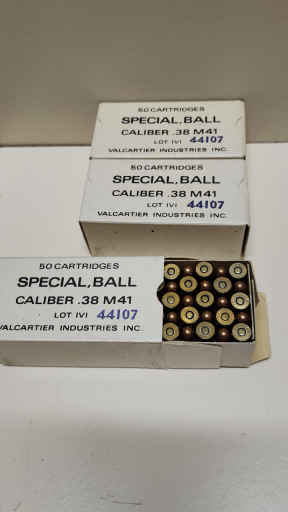 50 CARTRIDGES
SPECIAL, BALL
CALIBER .38 M41
LOT IVI 44107
VALCARTIER INDUSTRIES INC.
50 CARTRIDGES
SPECIAL, BALL
CALIBER .38 M41
LOT IVI 44107
VALCARTIER INDUSTRIES INC.
50 CARTRIDGES
SPECIAL, BALL
CALIBER .38 M41
LOT IVI 44107
VALCARTIER INDUSTRIES INC.